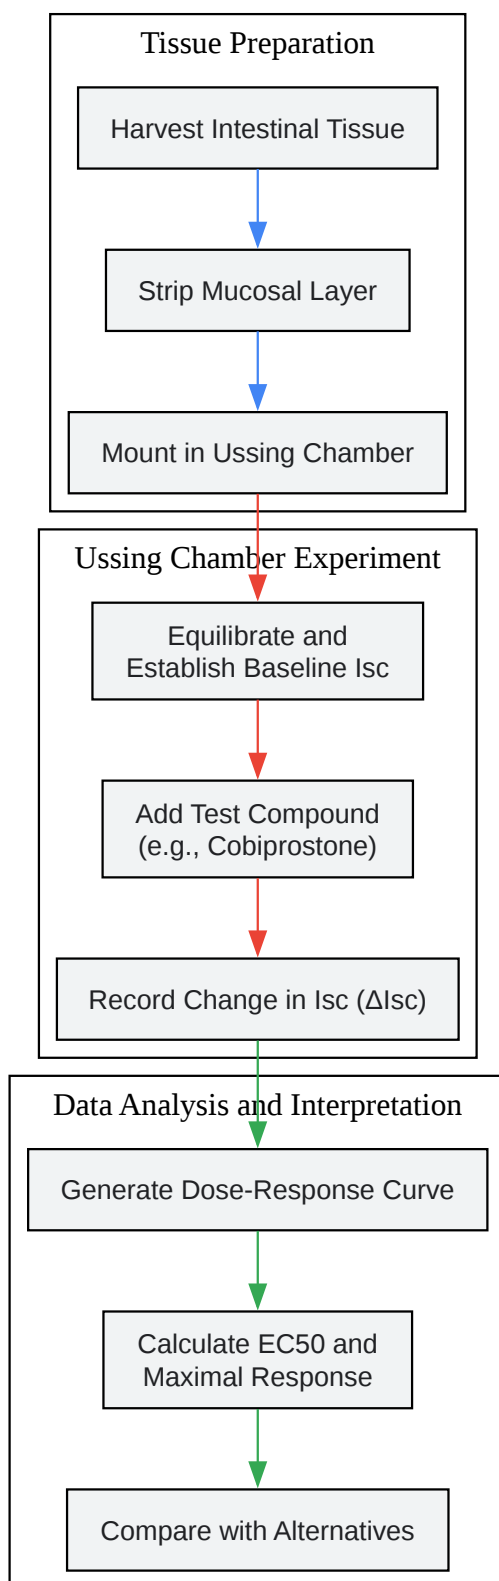 Tissue Preparation
Harvest Intestinal Tissue
Strip Mucosal Layer
Mount in Ussing Chamber
Ussing Chamber Experiment
Equilibrate and
Establish Baseline Isc
Add Test Compound
(e.g., Cobiprostone)
Record Change in Isc (ΔIsc)
Data Analysis and Interpretation
Generate Dose-Response Curve
Calculate EC50 and
Maximal Response
Compare with Alternatives